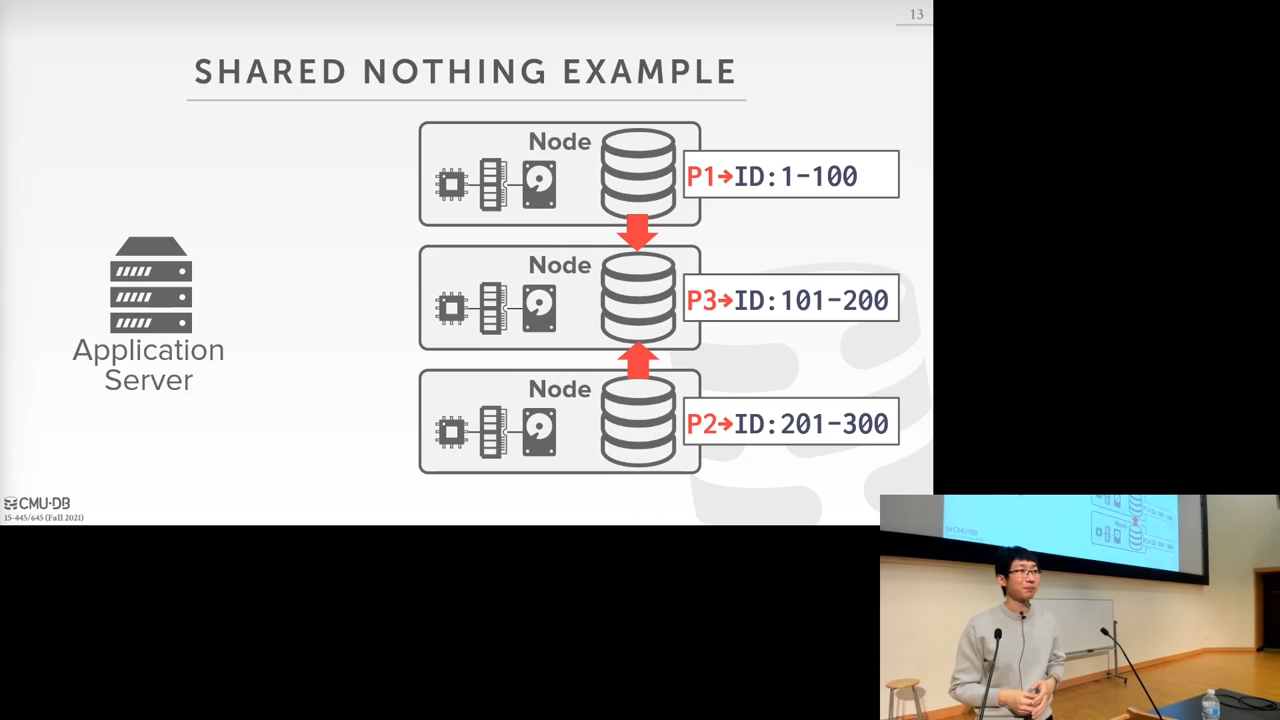 13
SHARED NOTHING EXAMPLE
Node
P1→ID:1-100
Node
P3→ID:101-200
Node
P2→ID:201-300
Application
Server
CMU·DB
15-445/645 (Fall 2021)